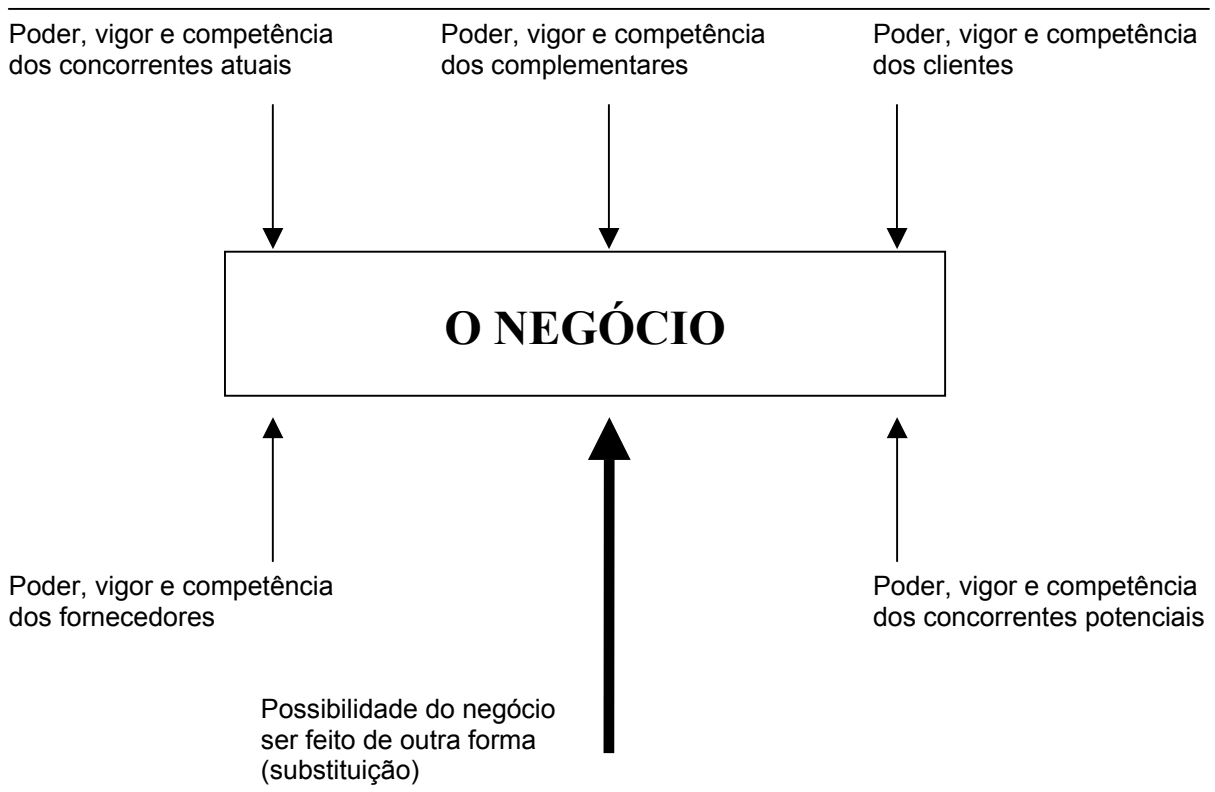 Poder, vigor e competência
dos concorrentes atuais
Poder, vigor e competência
dos complementares
Poder, vigor e competência
dos clientes
O NEGÓCIO
Poder, vigor e competência
dos fornecedores
Poder, vigor e competência
dos concorrentes potenciais
Possibilidade do negócio
ser feito de outra forma
(substituição)